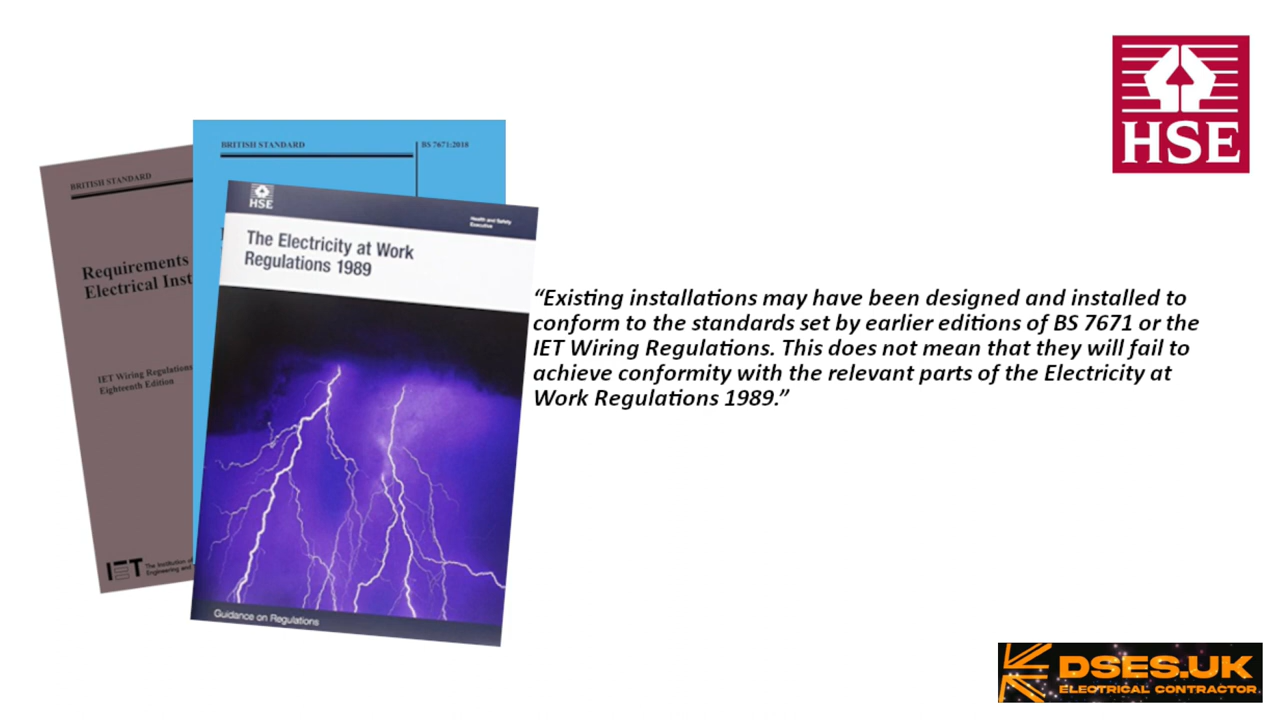 HSE
BRITISH STANDARD
Requirements
Electrical Inst
IET Wiring Regulations
Eighteenth Edition
IET
The Institution of
Engineering and
BRITISH STANDARD
BS 7671:2018
HSE
Health and Safety
Executive
The Electricity at Work
Regulations 1989
Guidance on Regulations
“Existing installations may have been designed and installed to
conform to the standards set by earlier editions of BS 7671 or the
IET Wiring Regulations. This does not mean that they will fail to
achieve conformity with the relevant parts of the Electricity at
Work Regulations 1989.”
DSES.UK
ELECTRICAL CONTRACTOR